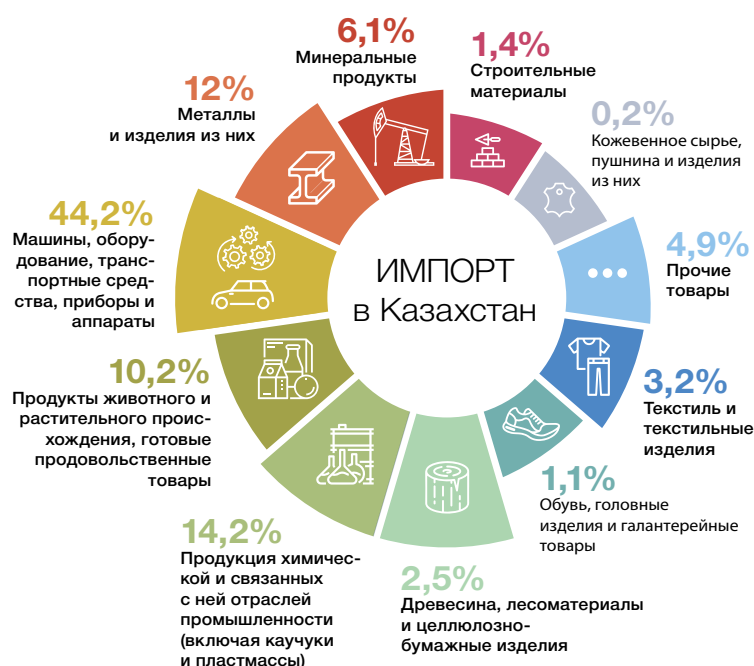 6,1%
Минеральные
продукты
1,4%
Строительные
материалы
0,2%
Кожевенное сырье,
пушнина и изделия
из них
4,9%
Прочие
товары
3,2%
Текстиль и
текстильные
изделия
1,1%
Обувь, головные
изделия и галантерейные
товары
2,5%
Древесина, лесоматериалы
и целлюлозно-
бумажные изделия
14,2%
Продукция химичес-
кой и связанных
с ней отраслей
промышленности
(включая каучуки
и пластмассы)
10,2%
Продукты животного и
растительного проис-
хождения, готовые
продовольственные
товары
44,2%
Машины, обору-
дование, транс-
портные сред-
ства, приборы и
аппараты
12%
Металлы
и изделия из них
ИМПОРТ
в Казахстан